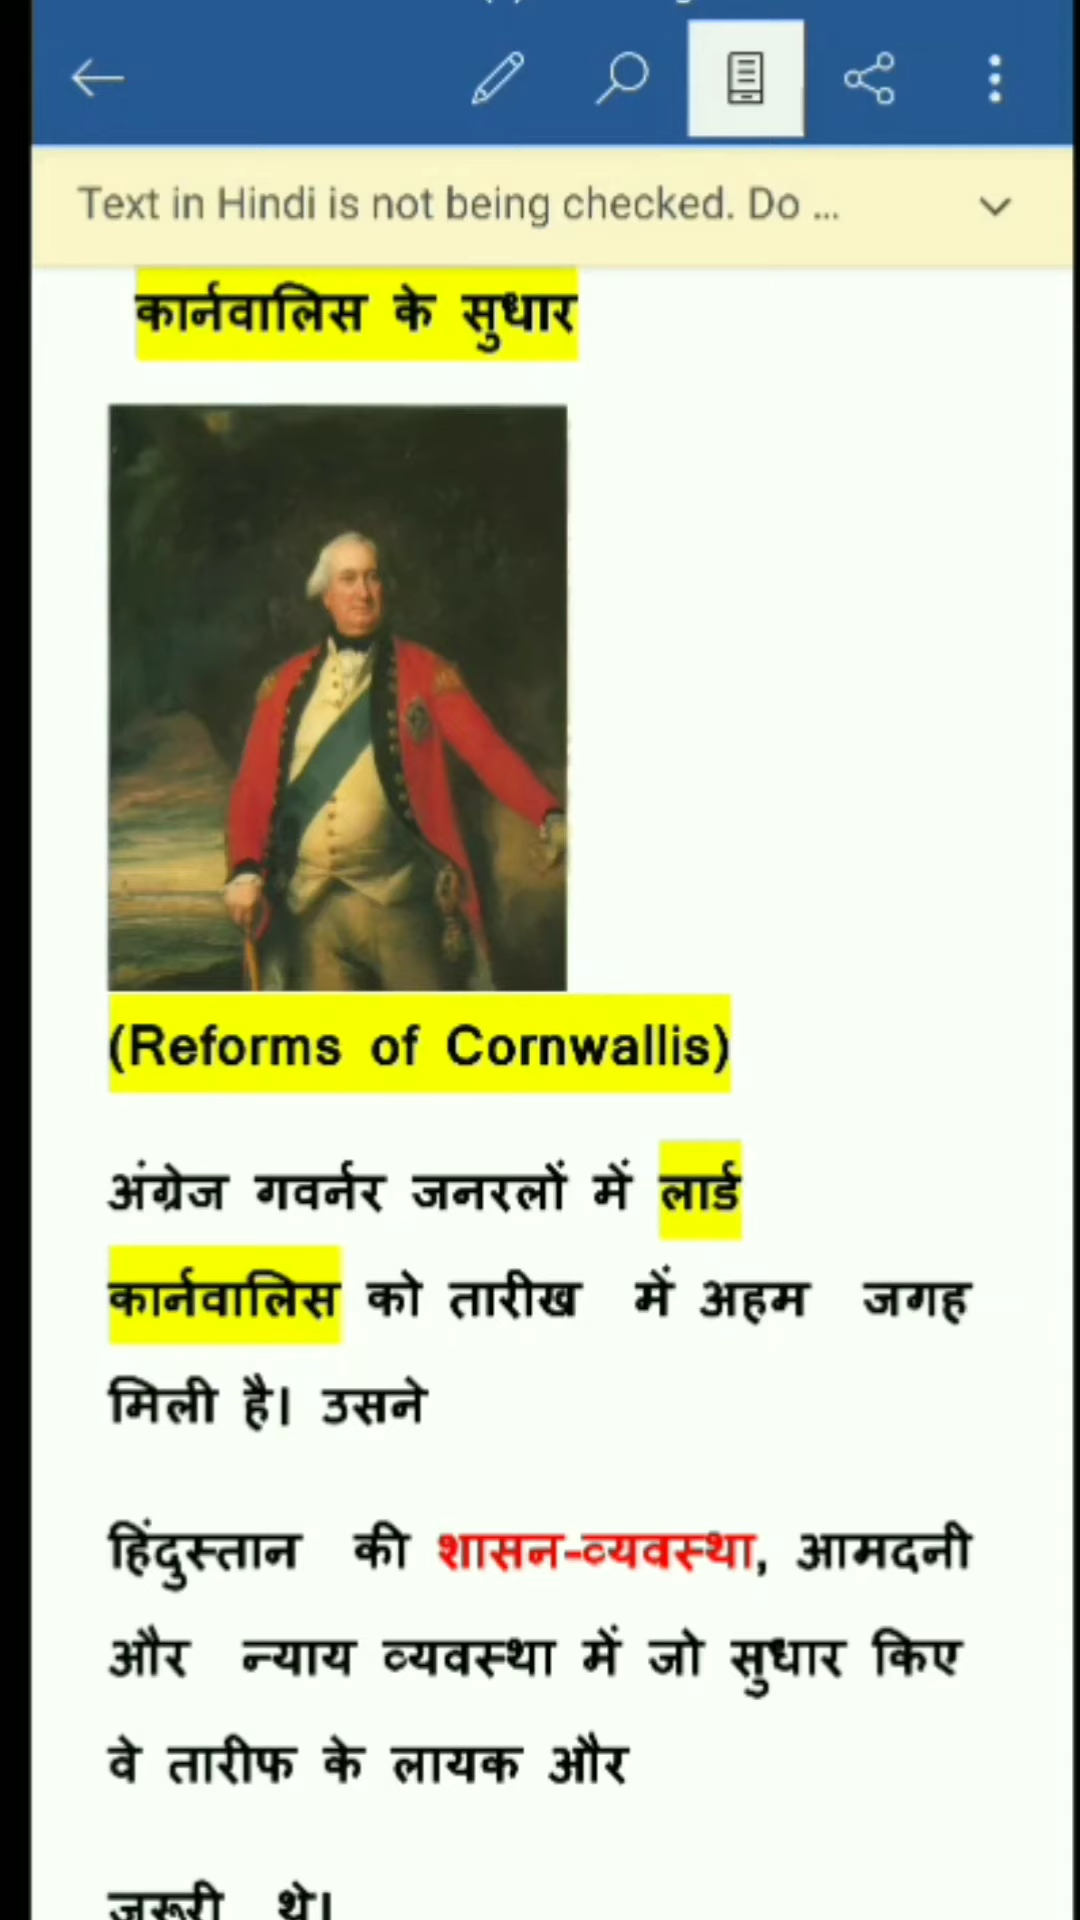 Text in Hindi is not being checked. Do ...
कार्नवालिस के सुधार
(Reforms of Cornwallis)
अंग्रेज गवर्नर जनरलों में लार्ड
कार्नवालिस को तारीख में अहम जगह
मिली है। उसने
हिंदुस्तान की शासन-व्यवस्था, आमदनी
और न्याय व्यवस्था में जो सुधार किए
वे तारीफ के लायक और
जरूरी थे।